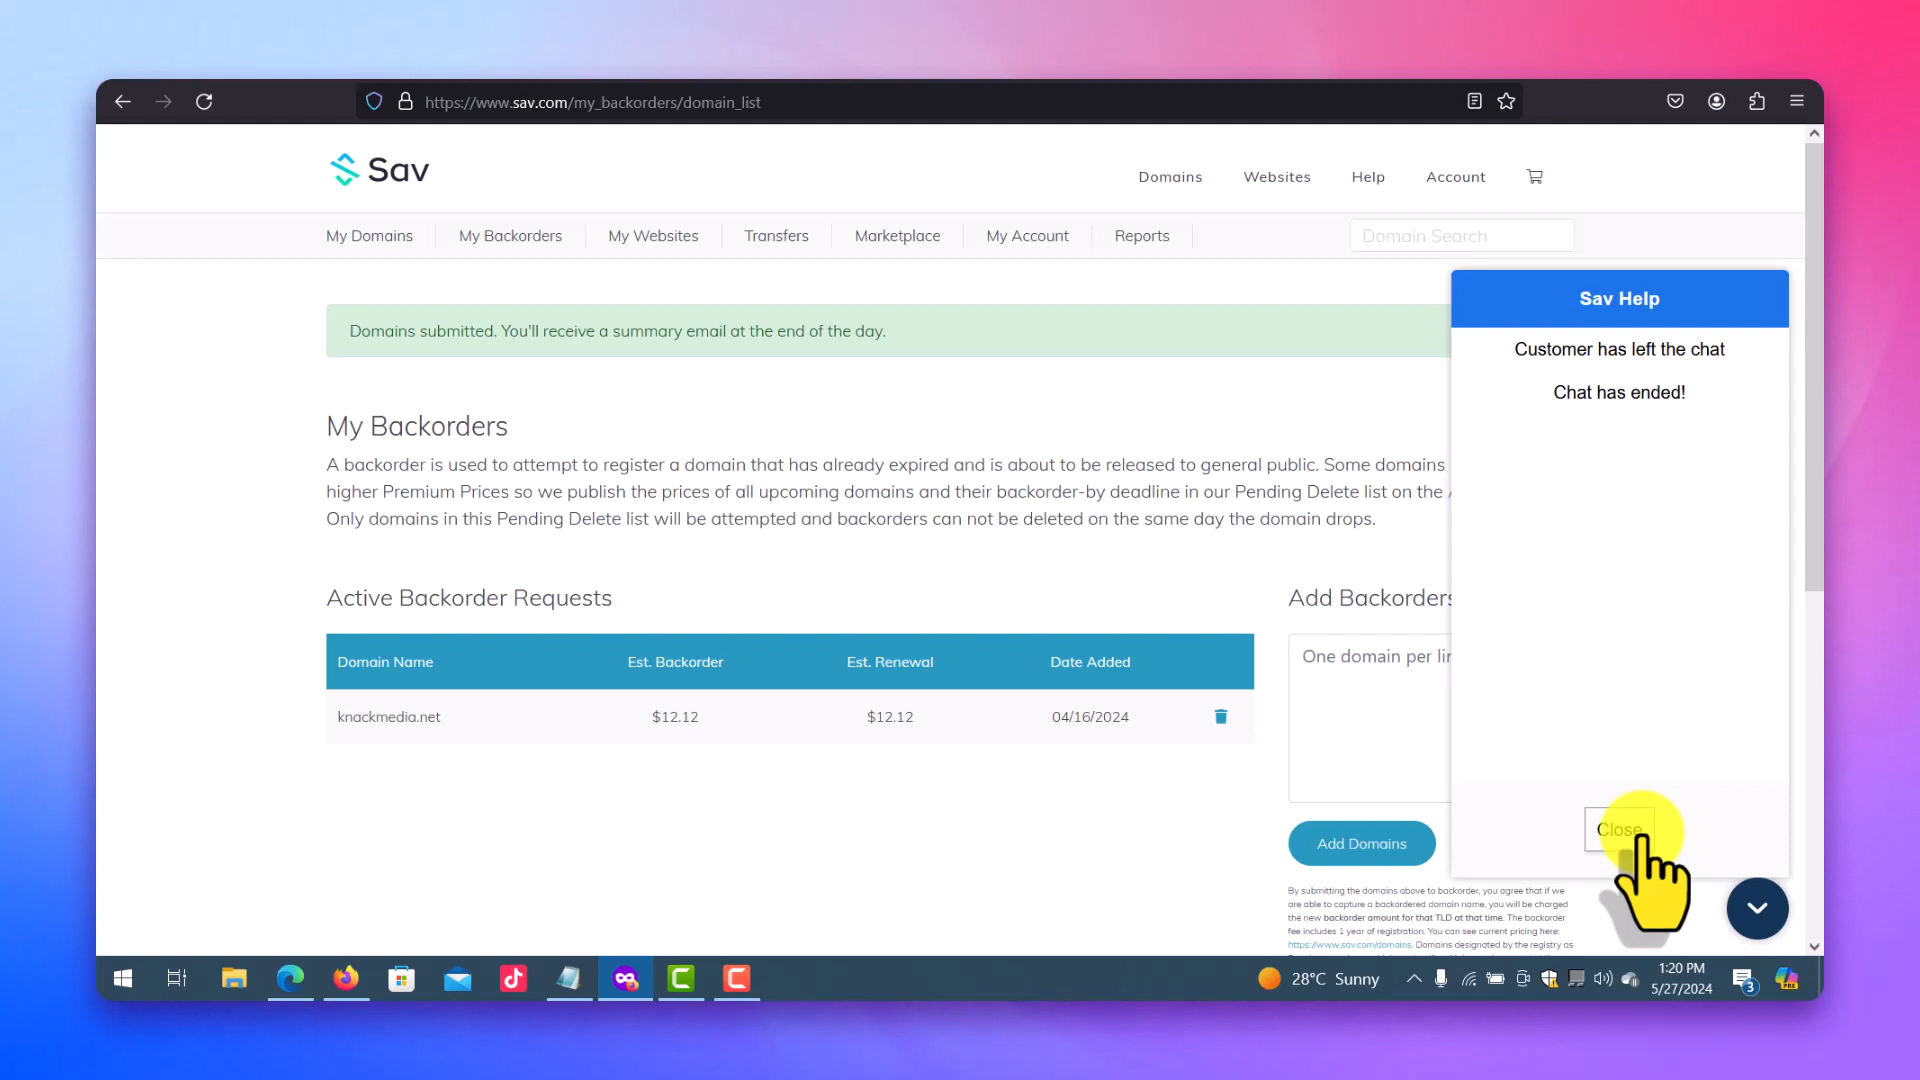 https://www.sav.com/my_backorders/domain_list
Sav
Domains
Websites
Help
Account
My Domains
My Backorders
My Websites
Transfers
Marketplace
My Account
Reports
Domain Search
Domains submitted. You'll receive a summary email at the end of the day.
My Backorders
A backorder is used to attempt to register a domain that has already expired and is about to be released to general public. Some domains
higher Premium Prices so we publish the prices of all upcoming domains and their backorder-by deadline in our Pending Delete list on the
Only domains in this Pending Delete list will be attempted and backorders can not be deleted on the same day the domain drops.
Active Backorder Requests
Domain Name Est. Backorder Est. Renewal Date Added
knackmedia.net $12.12 $12.12 04/16/2024
Add Backorders
One domain per
Add Domains
By submitting the domains above to backorder, you agree that if we
are able to capture a backordered domain name, you will be charged
the new backorder amount for that TLD at that time. The backorder
fee includes 1 year of registration. You can see current pricing here:
https://www.sav.com/domains. Domains designated by the registry as
Sav Help
Customer has left the chat
Chat has ended!
Close
28°C Sunny
1:20 PM
5/27/2024
3
PRE